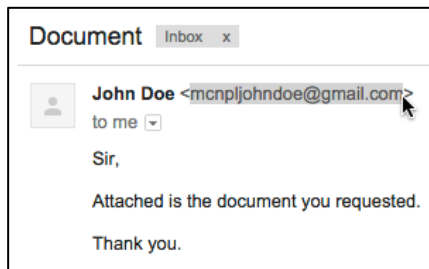 Document Inbox x
John Doe <mcnpljohndoe@gmail.com>
to me
Sir,
Attached is the document you requested.
Thank you.